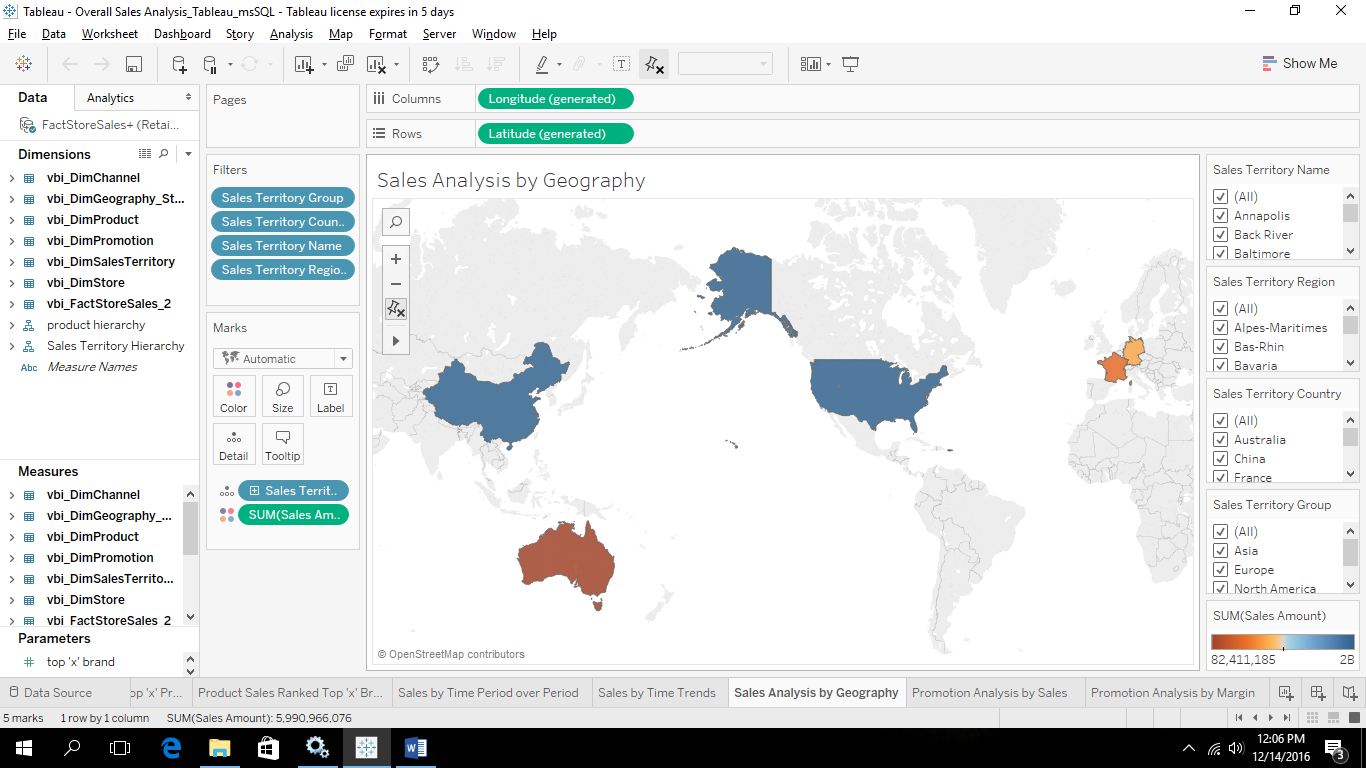 Tableau - Overall Sales Analysis_Tableau_msSQL - Tableau license expires in 5 days
File Data Worksheet Dashboard Story Analysis Map Format Server Window Help
Show Me
Data Analytics
FactStoreSales+ (Retai...
Dimensions
vbi_DimChannel
vbi_DimGeography_St...
vbi_DimProduct
vbi_DimPromotion
vbi_DimSalesTerritory
vbi_DimStore
vbi_FactStoreSales_2
product hierarchy
Sales Territory Hierarchy
Abc Measure Names
Measures
vbi_DimChannel
vbi_DimGeography_...
vbi_DimProduct
vbi_DimPromotion
vbi_DimSalesTerrito...
vbi_DimStore
vbi_FactStoreSales_2
Parameters
top 'x' brand
Pages
Filters
Sales Territory Group
Sales Territory Coun..
Sales Territory Name
Sales Territory Regio..
Marks
Automatic
Color Size Label
Detail Tooltip
Sales Territ..
SUM(Sales Am..
Columns Longitude (generated)
Rows Latitude (generated)
Sales Analysis by Geography
© OpenStreetMap contributors
Sales Territory Name
(All)
Annapolis
Back River
Baltimore
Sales Territory Region
(All)
Alpes-Maritimes
Bas-Rhin
Bavaria
Sales Territory Country
(All)
Australia
China
France
Sales Territory Group
(All)
Asia
Europe
North America
SUM(Sales Amount)
82,411,185 2B
Data Source op 'x' Pr... Product Sales Ranked Top 'x' Br... Sales by Time Period over Period Sales by Time Trends Sales Analysis by Geography Promotion Analysis by Sales Promotion Analysis by Margin
5 marks 1 row by 1 column SUM(Sales Amount): 5,990,966,076
12:06 PM
12/14/2016
3